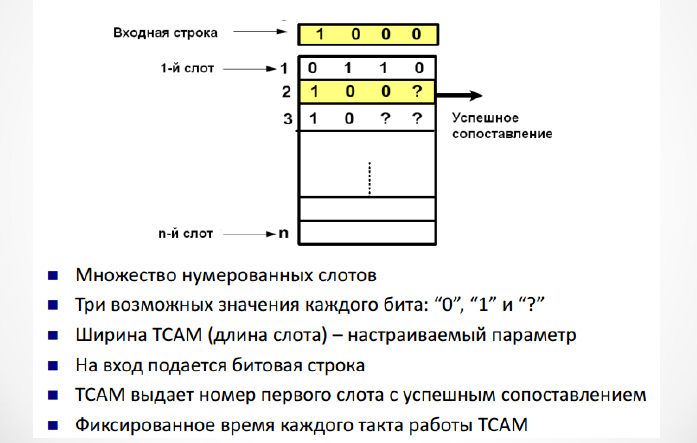 Входная строка 1 0 0 0
1-й слот 1 0 1 1 0
2 1 0 0 ?
3 1 0 ? ?
Успешное
сопоставление
n-й слот n
Множество нумерованных слотов
Три возможных значения каждого бита: “0”, “1” и “?”
Ширина TCAM (длина слота) – настраиваемый параметр
На вход подается битовая строка
TCAM выдает номер первого слота с успешным сопоставлением
Фиксированное время каждого такта работы TCAM